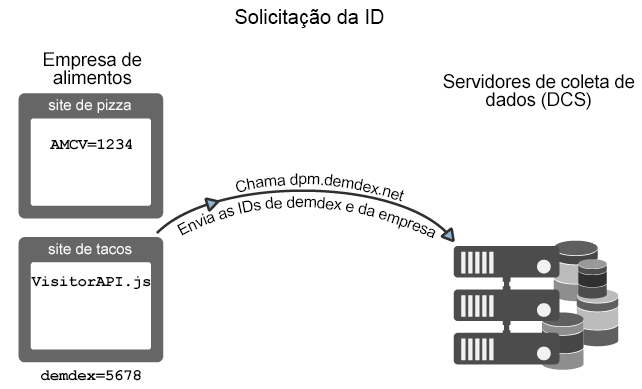 Solicitação da ID
Empresa de
alimentos
site de pizza
AMCV=1234
Servidores de coleta de
dados (DCS)
Chama dpm.demdex.net
Envia as IDs de demdex e da empresa
site de tacos
VisitorAPI.js
demdex=5678